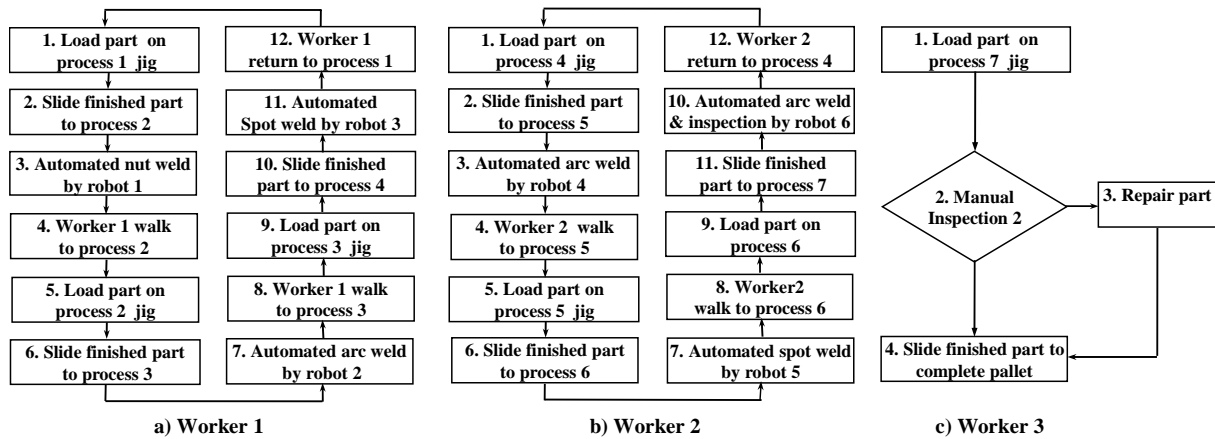 1. Load part on
process 1 jig
2. Slide finished part
to process 2
3. Automated nut weld
by robot 1
4. Worker 1 walk
to process 2
5. Load part on
process 2 jig
6. Slide finished part
to process 3
7. Automated arc weld
by robot 2
8. Worker 1 walk
to process 3
9. Load part on
process 3 jig
10. Slide finished
part to process 4
11. Automated
Spot weld by robot 3
12. Worker 1
return to process 1
a) Worker 1
1. Load part on
process 4 jig
2. Slide finished part
to process 5
3. Automated arc weld
by robot 4
4. Worker 2 walk
to process 5
5. Load part on
process 5 jig
6. Slide finished part
to process 6
7. Automated spot weld
by robot 5
8. Worker2
walk to process 6
9. Load part on
process 6
11. Slide finished
part to process 7
10. Automated arc weld
& inspection by robot 6
12. Worker 2
return to process 4
b) Worker 2
1. Load part on
process 7 jig
2. Manual
Inspection 2
3. Repair part
4. Slide finished part to
complete pallet
c) Worker 3